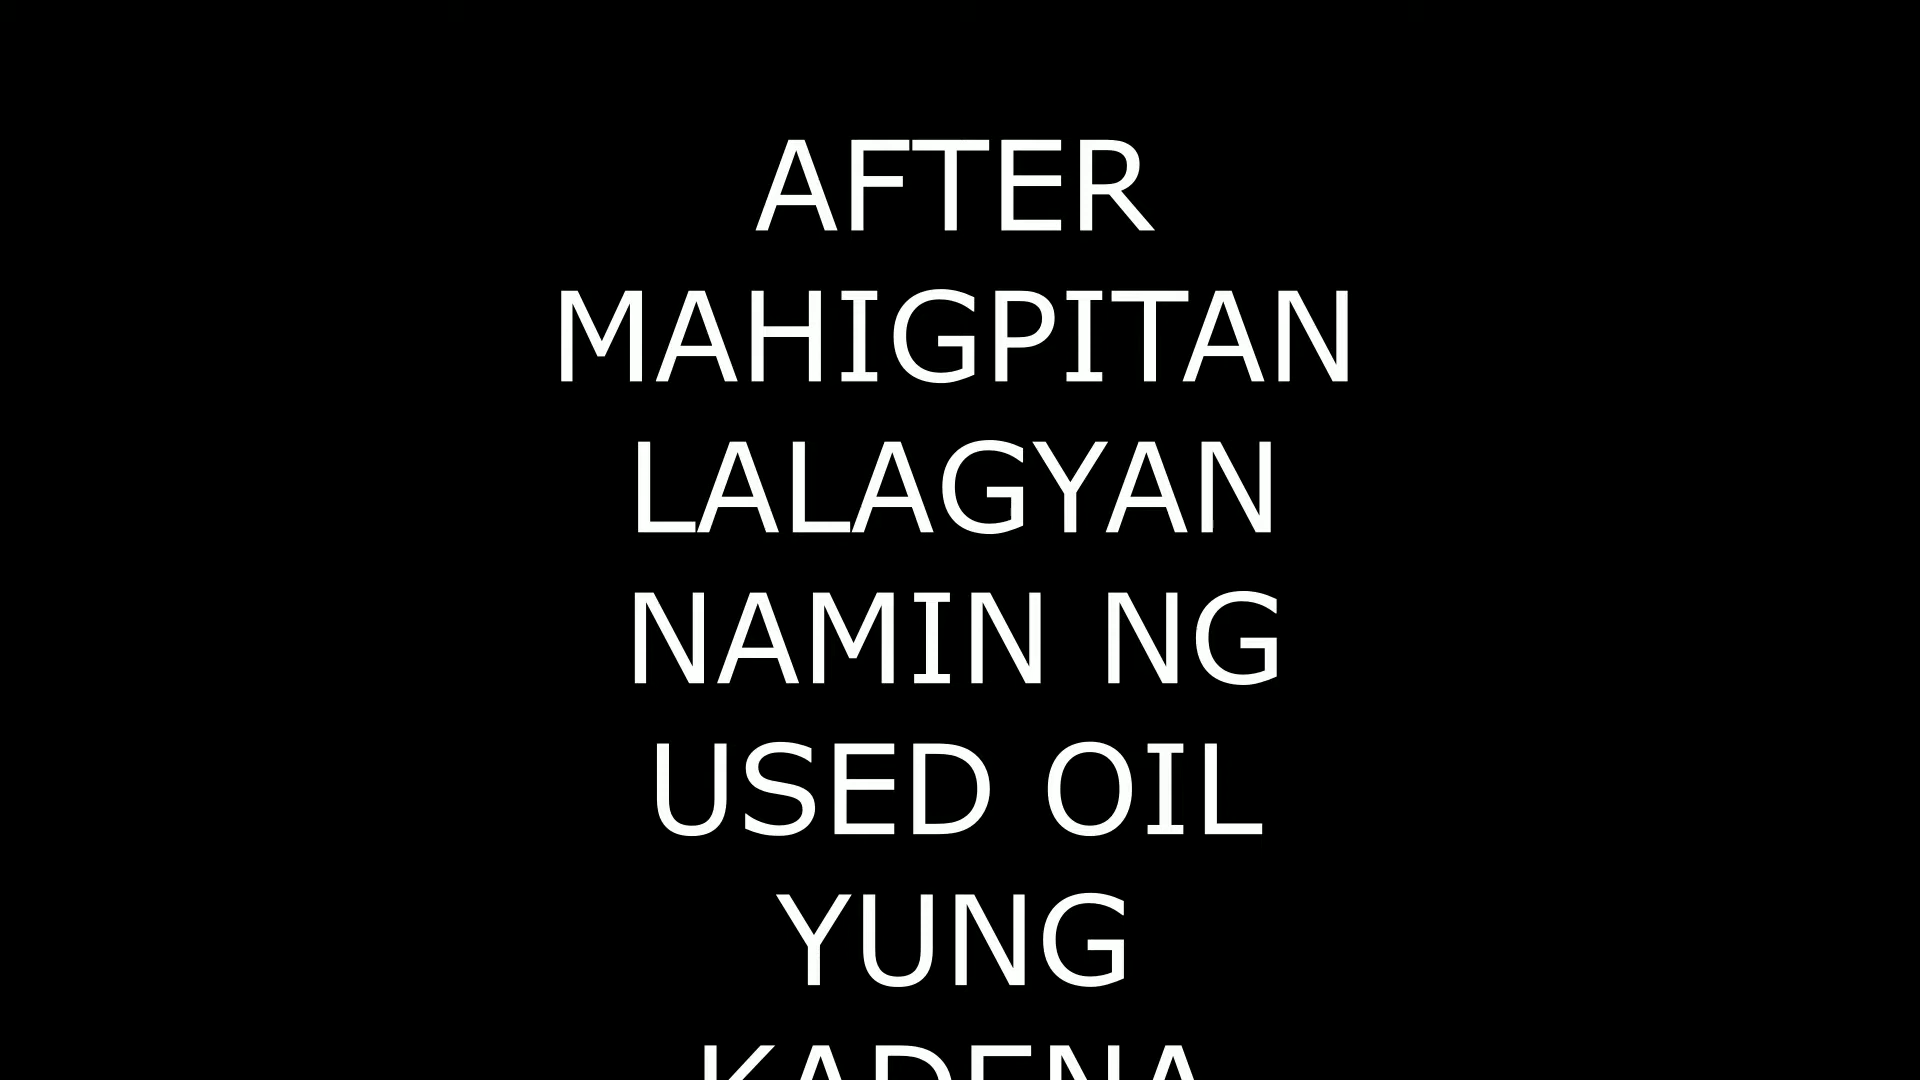 AFTER
MAHIGPITAN
LALAGYAN
NAMIN NG
USED OIL
YUNG
KADENA